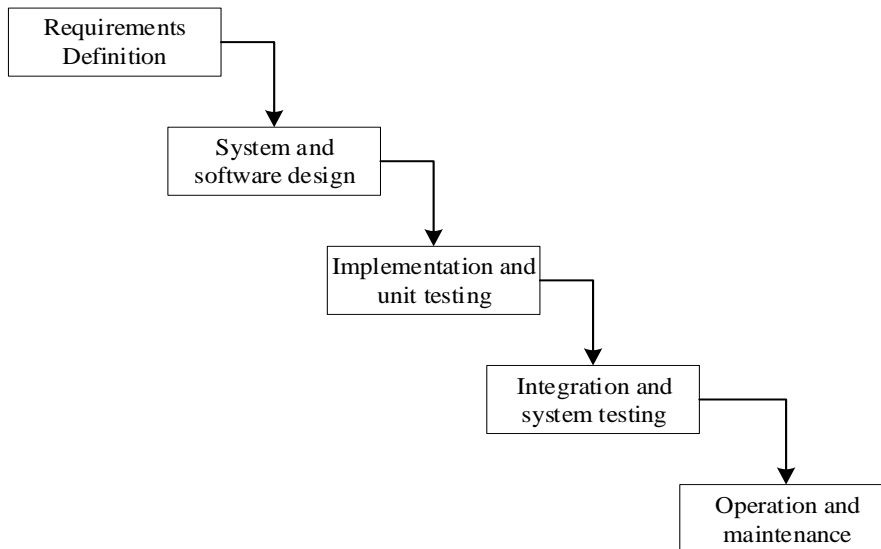 Requirements
Definition
System and
software design
Implementation and
unit testing
Integration and
system testing
Operation and
maintenance